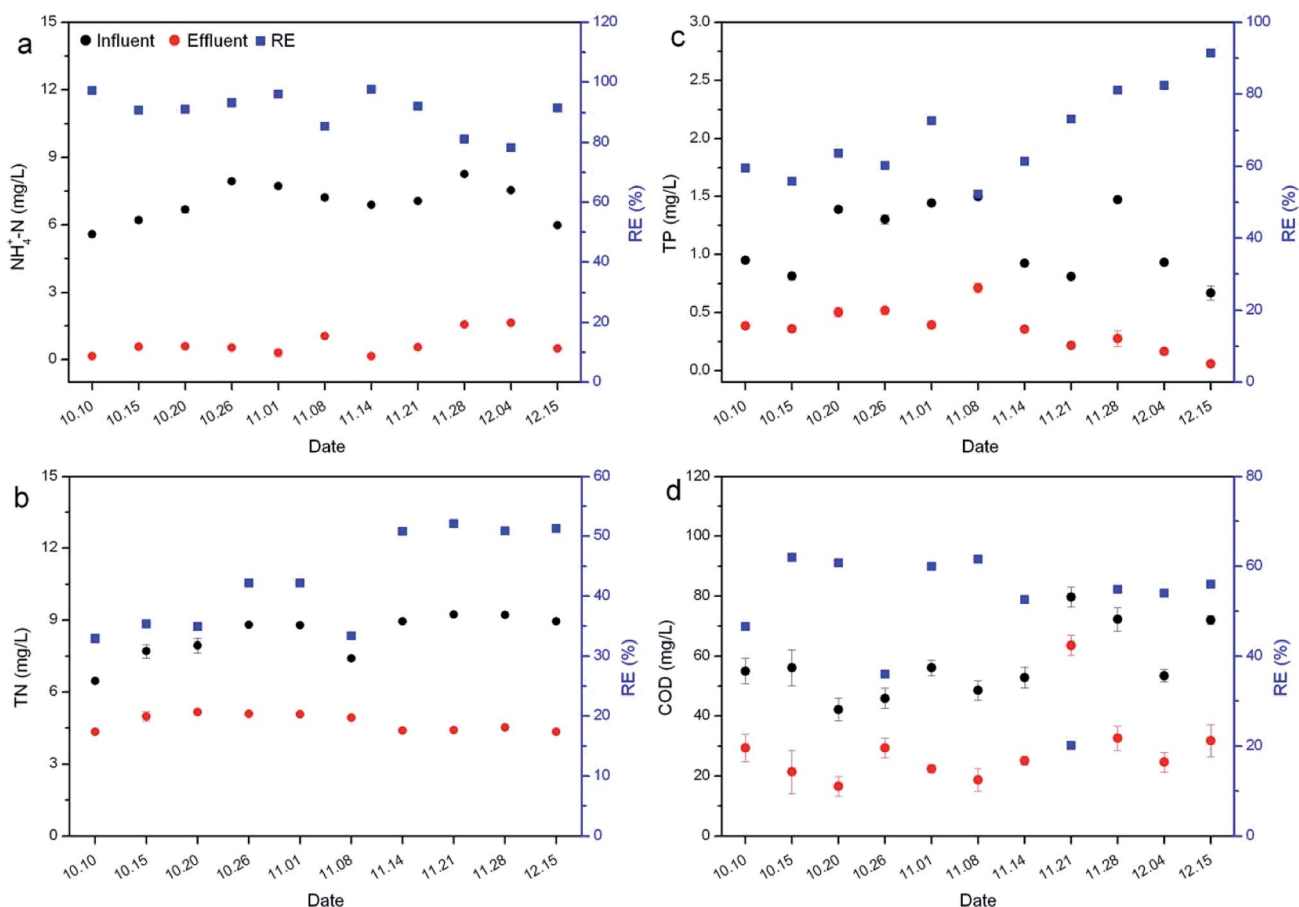 a
Influent Effluent RE
NH₄⁺-N (mg/L)
15
12
9
6
3
0
RE (%)
120
100
80
60
40
20
0
10.10 10.15 10.20 10.26 11.01 11.08 11.14 11.21 11.28 12.04 12.15
Date
c
TP (mg/L)
3.0
2.5
2.0
1.5
1.0
0.5
0.0
RE (%)
100
80
60
40
20
0
10.10 10.15 10.20 10.26 11.01 11.08 11.14 11.21 11.28 12.04 12.15
Date
b
TN (mg/L)
15
12
9
6
3
0
RE (%)
60
50
40
30
20
10
0
10.10 10.15 10.20 10.26 11.01 11.08 11.14 11.21 11.28 12.15
Date
d
COD (mg/L)
120
100
80
60
40
20
0
RE (%)
80
60
40
20
0
10.10 10.15 10.20 10.26 11.01 11.08 11.14 11.21 11.28 12.04 12.15
Date